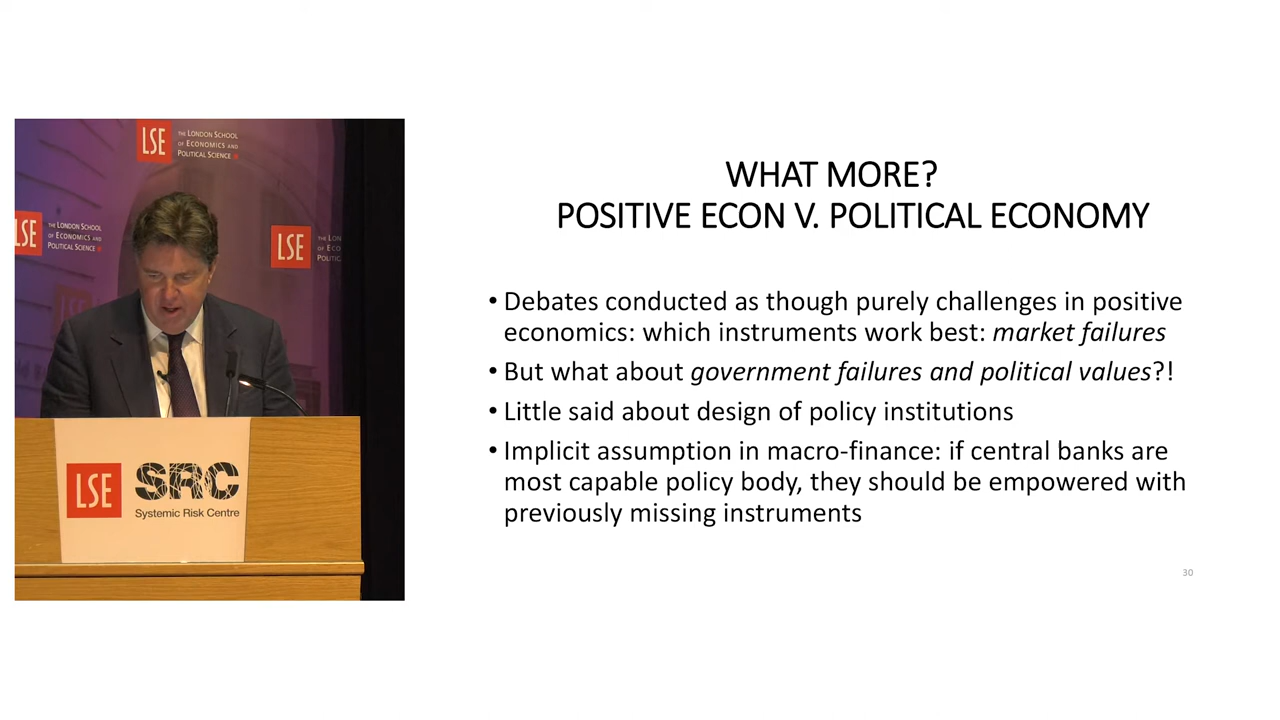 LSE
THE LONDON SCHOOL
OF ECONOMICS AND
POLITICAL SCIENCE
LSE
THE LONDON SCHOOL
OF ECONOMICS AND
POLITICAL SCIENCE
LSE
THE LON
OF ECO
POLITIC
LSE
SRC
Systemic Risk Centre
WHAT MORE?
POSITIVE ECON V. POLITICAL ECONOMY
• Debates conducted as though purely challenges in positive
economics: which instruments work best: market failures
• But what about government failures and political values?!
• Little said about design of policy institutions
• Implicit assumption in macro-finance: if central banks are
most capable policy body, they should be empowered with
previously missing instruments
30